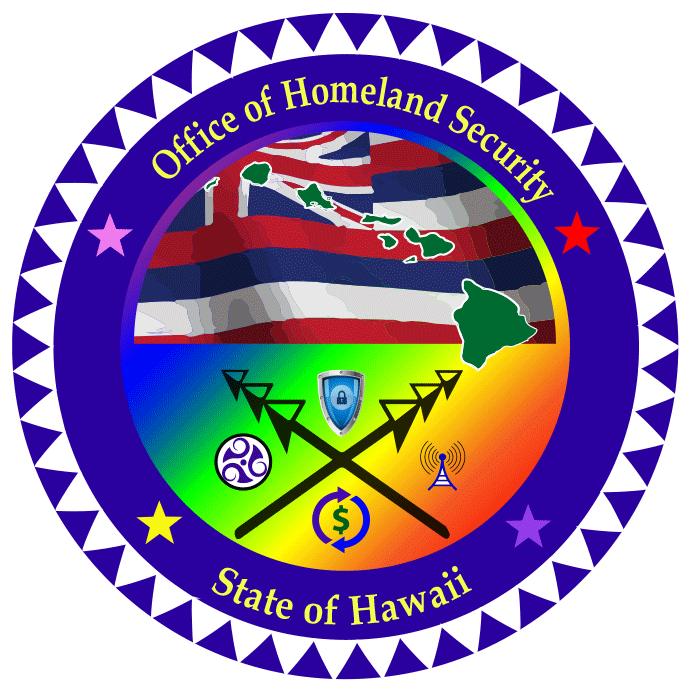 Office of Homeland Security
$
State of Hawaii